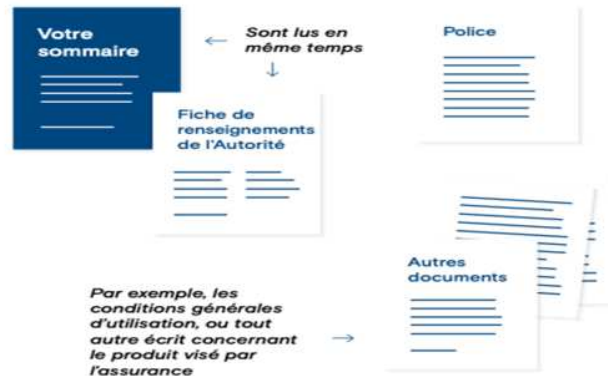 Votre
sommaire
Sont lus en
même temps
Police
Fiche de
renseignements
de l'Autorité
Autres
documents
Par exemple, les
conditions générales
d'utilisation, ou tout
autre écrit concernant
le produit visé par
l'assurance